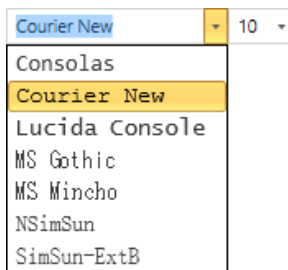 Courier New 10
Consolas
Courier New
Lucida Console
MS Gothic
MS Mincho
NSimSun
SimSun-ExtB